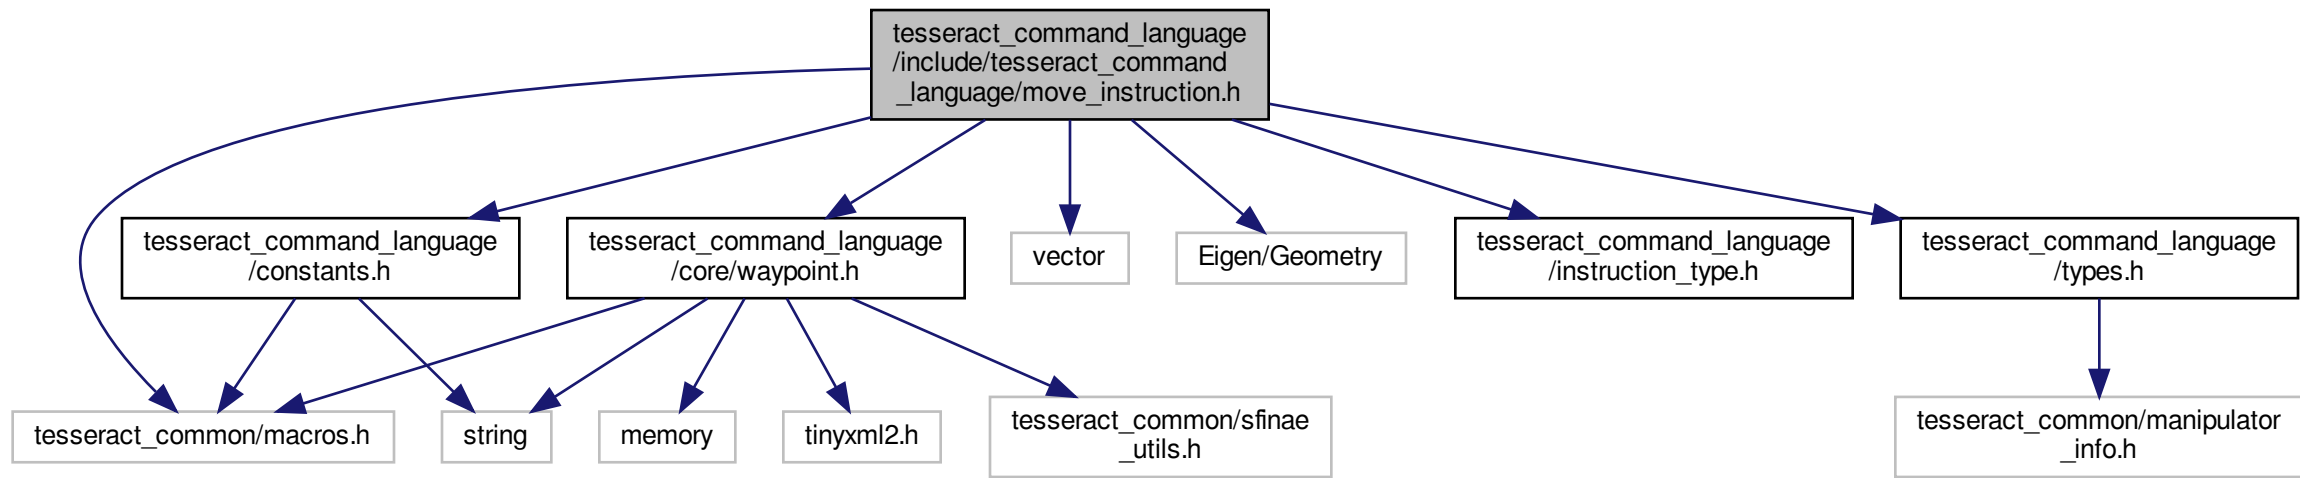 tesseract_command_language
/include/tesseract_command
_language/move_instruction.h
tesseract_command_language
/constants.h
tesseract_command_language
/core/waypoint.h
vector
Eigen/Geometry
tesseract_command_language
/instruction_type.h
tesseract_command_language
/types.h
tesseract_common/macros.h
string
memory
tinyxml2.h
tesseract_common/sfinae
_utils.h
tesseract_common/manipulator
_info.h